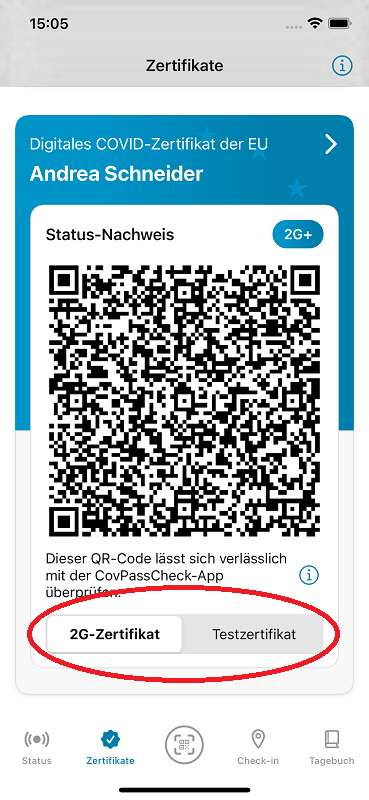 15:05
Zertifikate
Digitales COVID-Zertifikat der EU
Andrea Schneider
Status-Nachweis
2G+
Dieser QR-Code lässt sich verlässlich
mit der CovPassCheck-App
überprüfen.
2G-Zertifikat
Testzertifikat
Status
Zertifikate
Check-in
Tagebuch